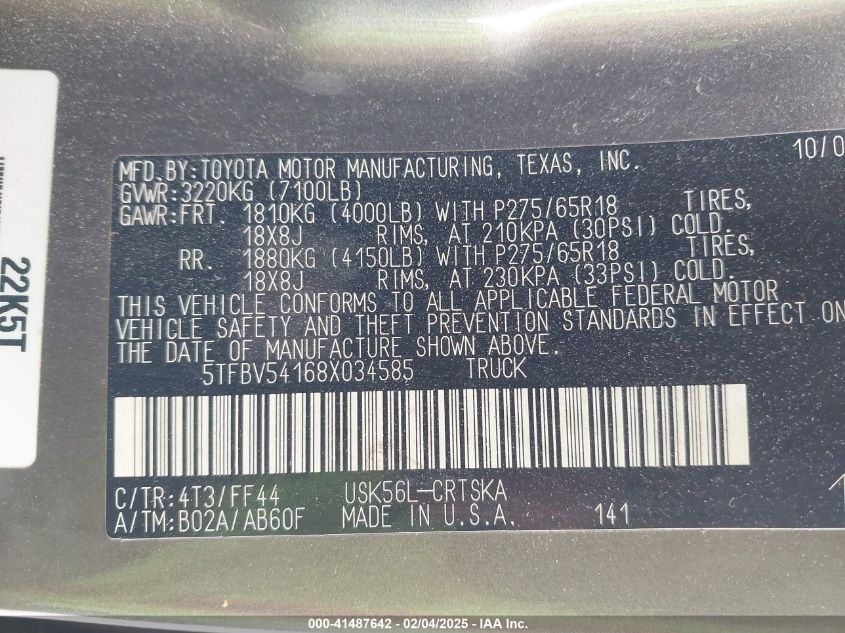 MFD.BY:TOYOTA MOTOR MANUFACTURING, TEXAS, INC. 10/0
GVWR:3220KG (7100LB)
GAWR:FRT. 1810KG (4000LB) WITH P275/65R18 TIRES,
18X8J RIMS, AT 210KPA (30PSI) COLD.
RR. 1880KG (4150LB) WITH P275/65R18 TIRES,
18X8J RIMS, AT 230KPA (33PSI) COLD.
THIS VEHICLE CONFORMS TO ALL APPLICABLE FEDERAL MOTOR
VEHICLE SAFETY AND THEFT PREVENTION STANDARDS IN EFFECT ON
THE DATE OF MANUFACTURE SHOWN ABOVE.
5TFBV54168X034585 TRUCK
C/TR:4T3/FF44 USK56L-CRTSKA
A/TM:B02A/AB60F MADE IN U.S.A. 141
22K5T
000-41487642 - 02/04/2025 - IAA Inc.